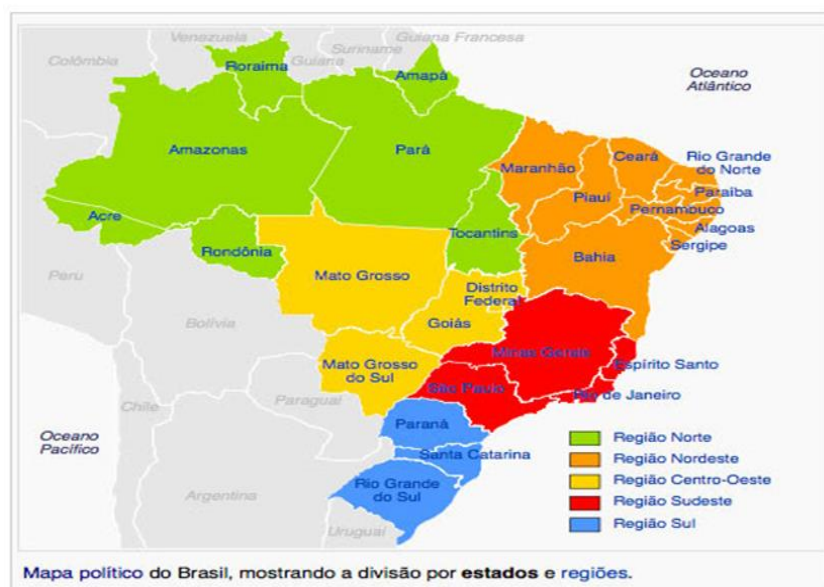 Venezuela
Guiana Francesa
Suriname
Colômbia
Guiana
Roraima
Amapá
Oceano
Atlântico
Amazonas
Pará
Maranhão
Ceará
Rio Grande
do Norte
Paraíba
Piauí
Pernambuco
Acre
Alagoas
Tocantins
Sergipe
Rondônia
Bahia
Mato Grosso
Peru
Distrito
Federal
Goiás
Bolívia
Minas Gerais
Espírito Santo
Mato Grosso
do Sul
São Paulo
Rio de Janeiro
Paraguai
Chile
Paraná
Oceano
Pacífico
Santa Catarina
Rio Grande
do Sul
Argentina
Uruguai
Região Norte
Região Nordeste
Região Centro-Oeste
Região Sudeste
Região Sul
Mapa político do Brasil, mostrando a divisão por estados e regiões.